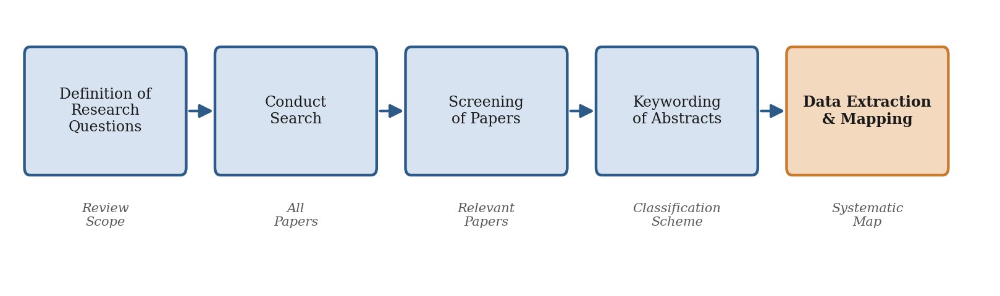 Definition of
Research
Questions
Conduct
Search
Screening
of Papers
Keywording
of Abstracts
Data Extraction
& Mapping
Review
Scope
All
Papers
Relevant
Papers
Classification
Scheme
Systematic
Map